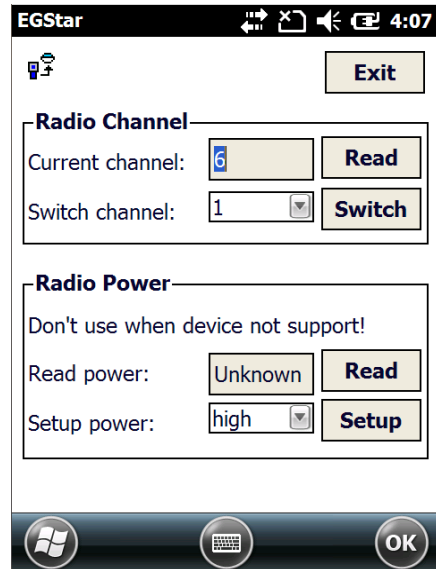 EGStar 4:07
Exit
Radio Channel
Current channel: 6 Read
Switch channel: 1 Switch
Radio Power
Don't use when device not support!
Read power: Unknown Read
Setup power: high Setup
OK